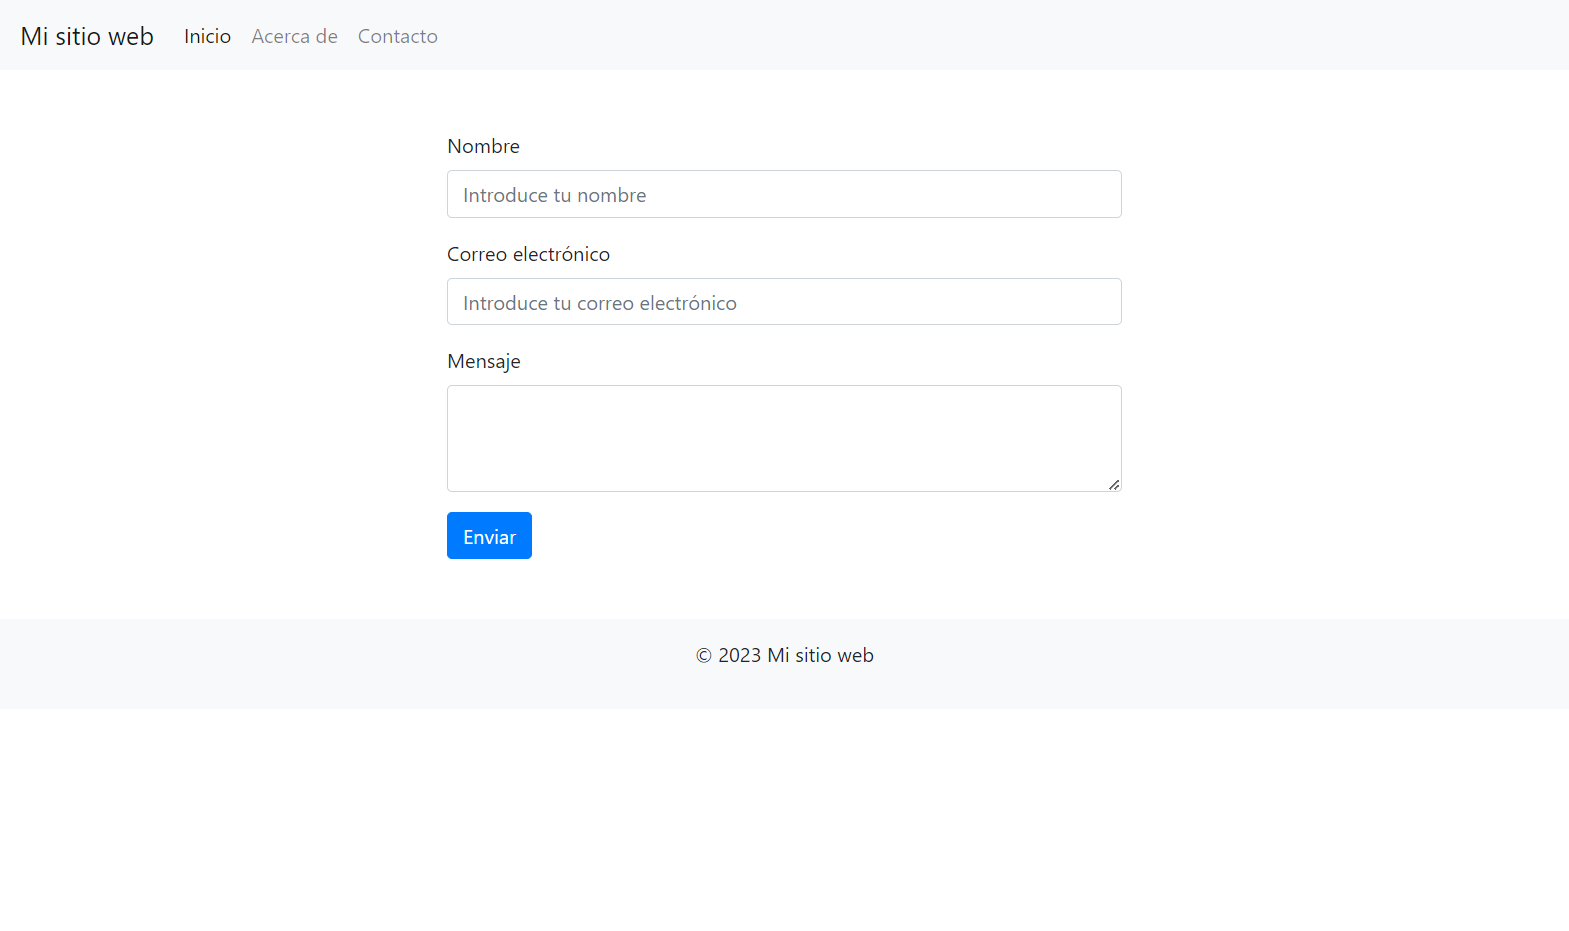 Mi sitio web Inicio Acerca de Contacto
Nombre
Introduce tu nombre
Correo electrónico
Introduce tu correo electrónico
Mensaje
Enviar
© 2023 Mi sitio web